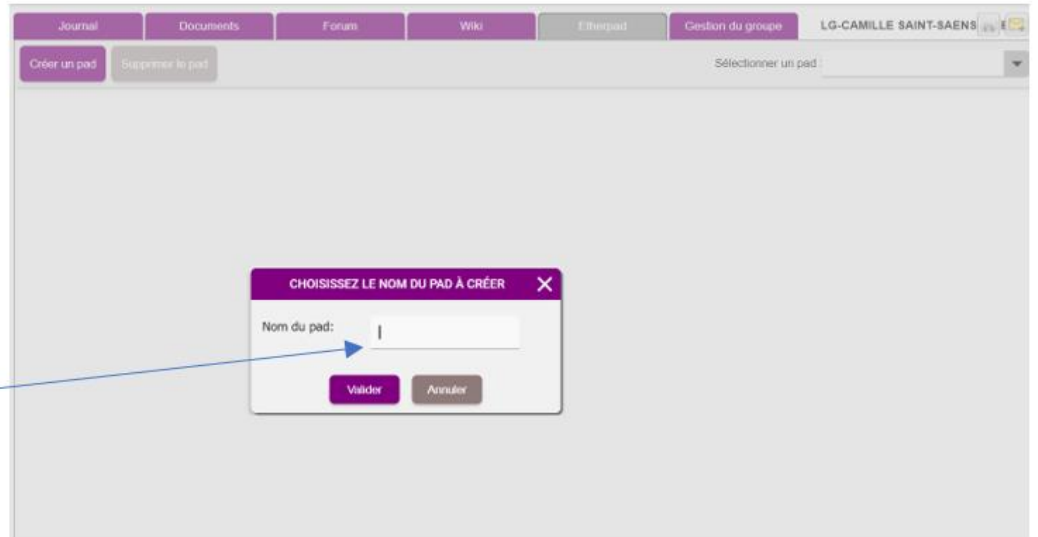 Journal Documents Forum Wiki Etherpad Gestion du groupe LG-CAMILLE SAINT-SAENS
Créer un pad Supprimer le pad Sélectionner un pad :
CHOISISSEZ LE NOM DU PAD À CRÉER
Nom du pad:
Valider Annuler